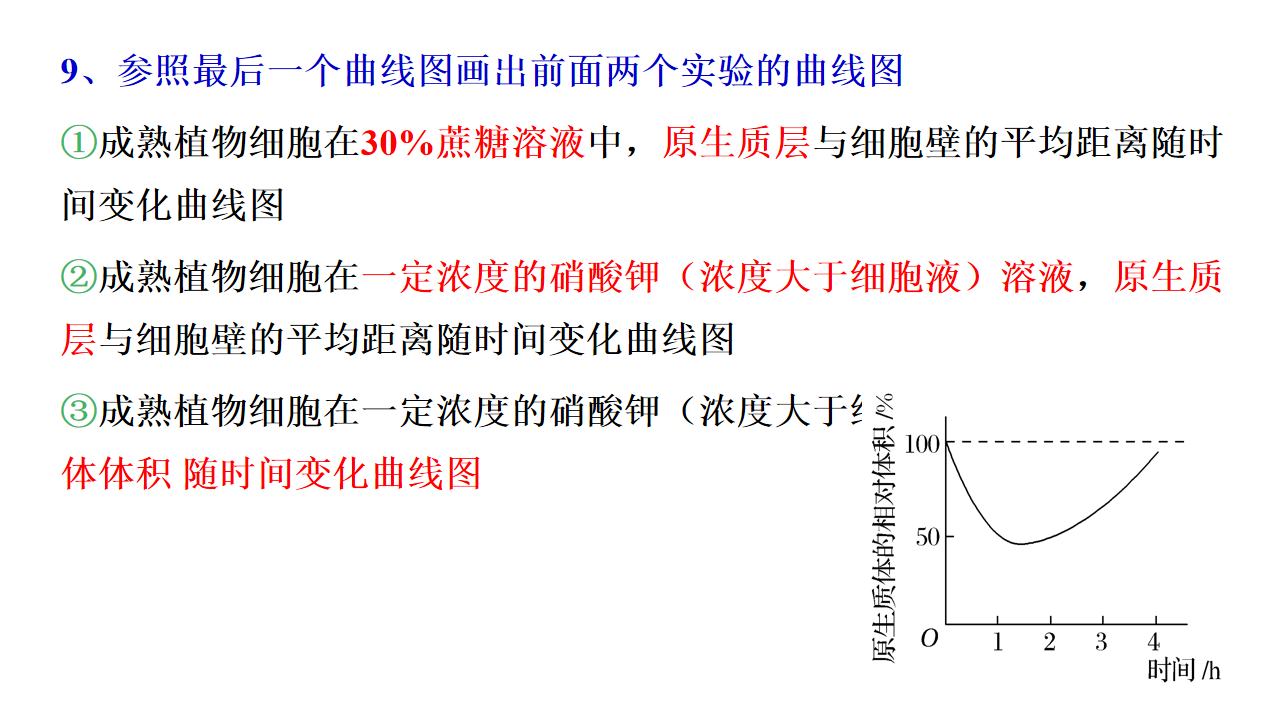 9、参照最后一个曲线图画出前面两个实验的曲线图
①成熟植物细胞在30%蔗糖溶液中，原生质层与细胞壁的平均距离随时
间变化曲线图
②成熟植物细胞在一定浓度的硝酸钾（浓度大于细胞液）溶液，原生质
层与细胞壁的平均距离随时间变化曲线图
③成熟植物细胞在一定浓度的硝酸钾（浓度大于
体体积 随时间变化曲线图
原生质体的相对体积/%
100
50
O
1 2 3 4
时间/h